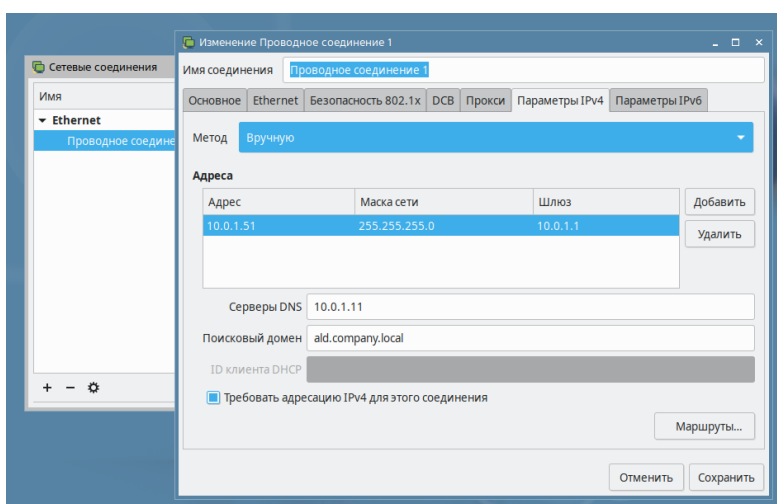 Изменение Проводное соединение 1
Сетевые соединения
Имя соединения Проводное соединение 1
Имя
Основное Ethernet Безопасность 802.1x DCB Прокси Параметры IPv4 Параметры IPv6
Ethernet
Проводное соедине
Метод Вручную
Адреса
Адрес Маска сети Шлюз Добавить
10.0.1.51 255.255.255.0 10.0.1.1
Удалить
Серверы DNS 10.0.1.11
Поисковый домен ald.company.local
ID клиента DHCP
Требовать адресацию IPv4 для этого соединения
Маршруты...
Отменить Сохранить